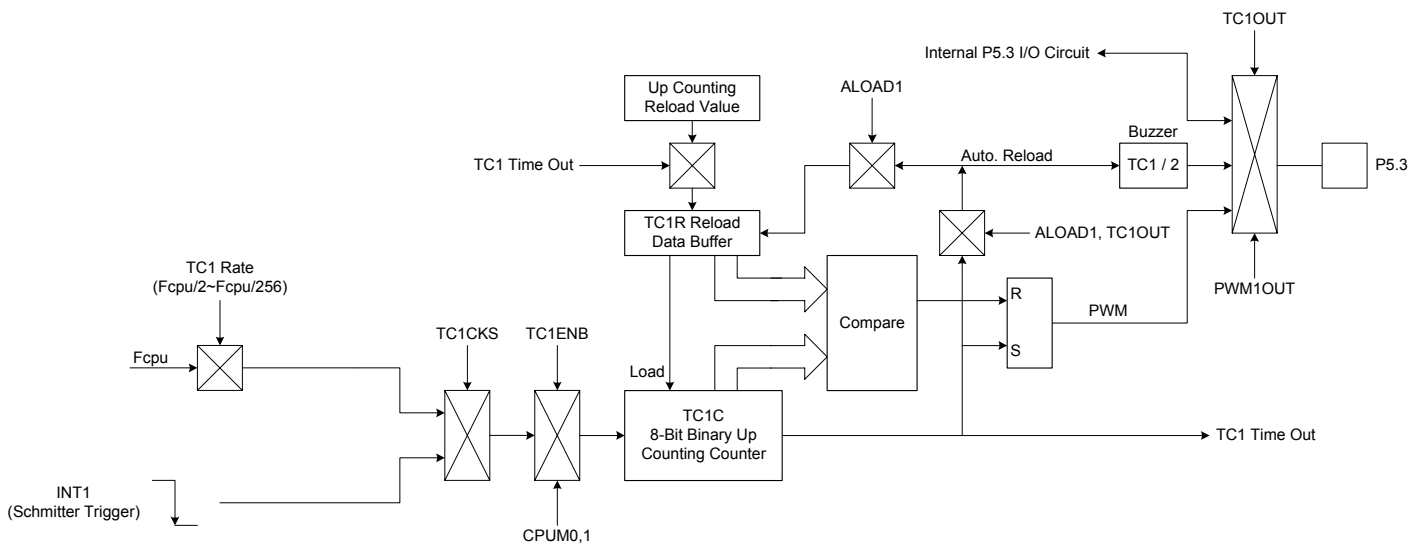 TC1OUT
Internal P5.3 I/O Circuit
Up Counting
Reload Value
ALOAD1
Buzzer
TC1 Time Out
Auto. Reload
TC1 / 2
P5.3
TC1R Reload
Data Buffer
ALOAD1, TC1OUT
TC1 Rate
(Fcpu/2~Fcpu/256)
PWM1OUT
R
PWM
Compare
TC1CKS
TC1ENB
S
Fcpu
Load
TC1C
8-Bit Binary Up
Counting Counter
TC1 Time Out
INT1
(Schmitter Trigger)
CPUM0,1